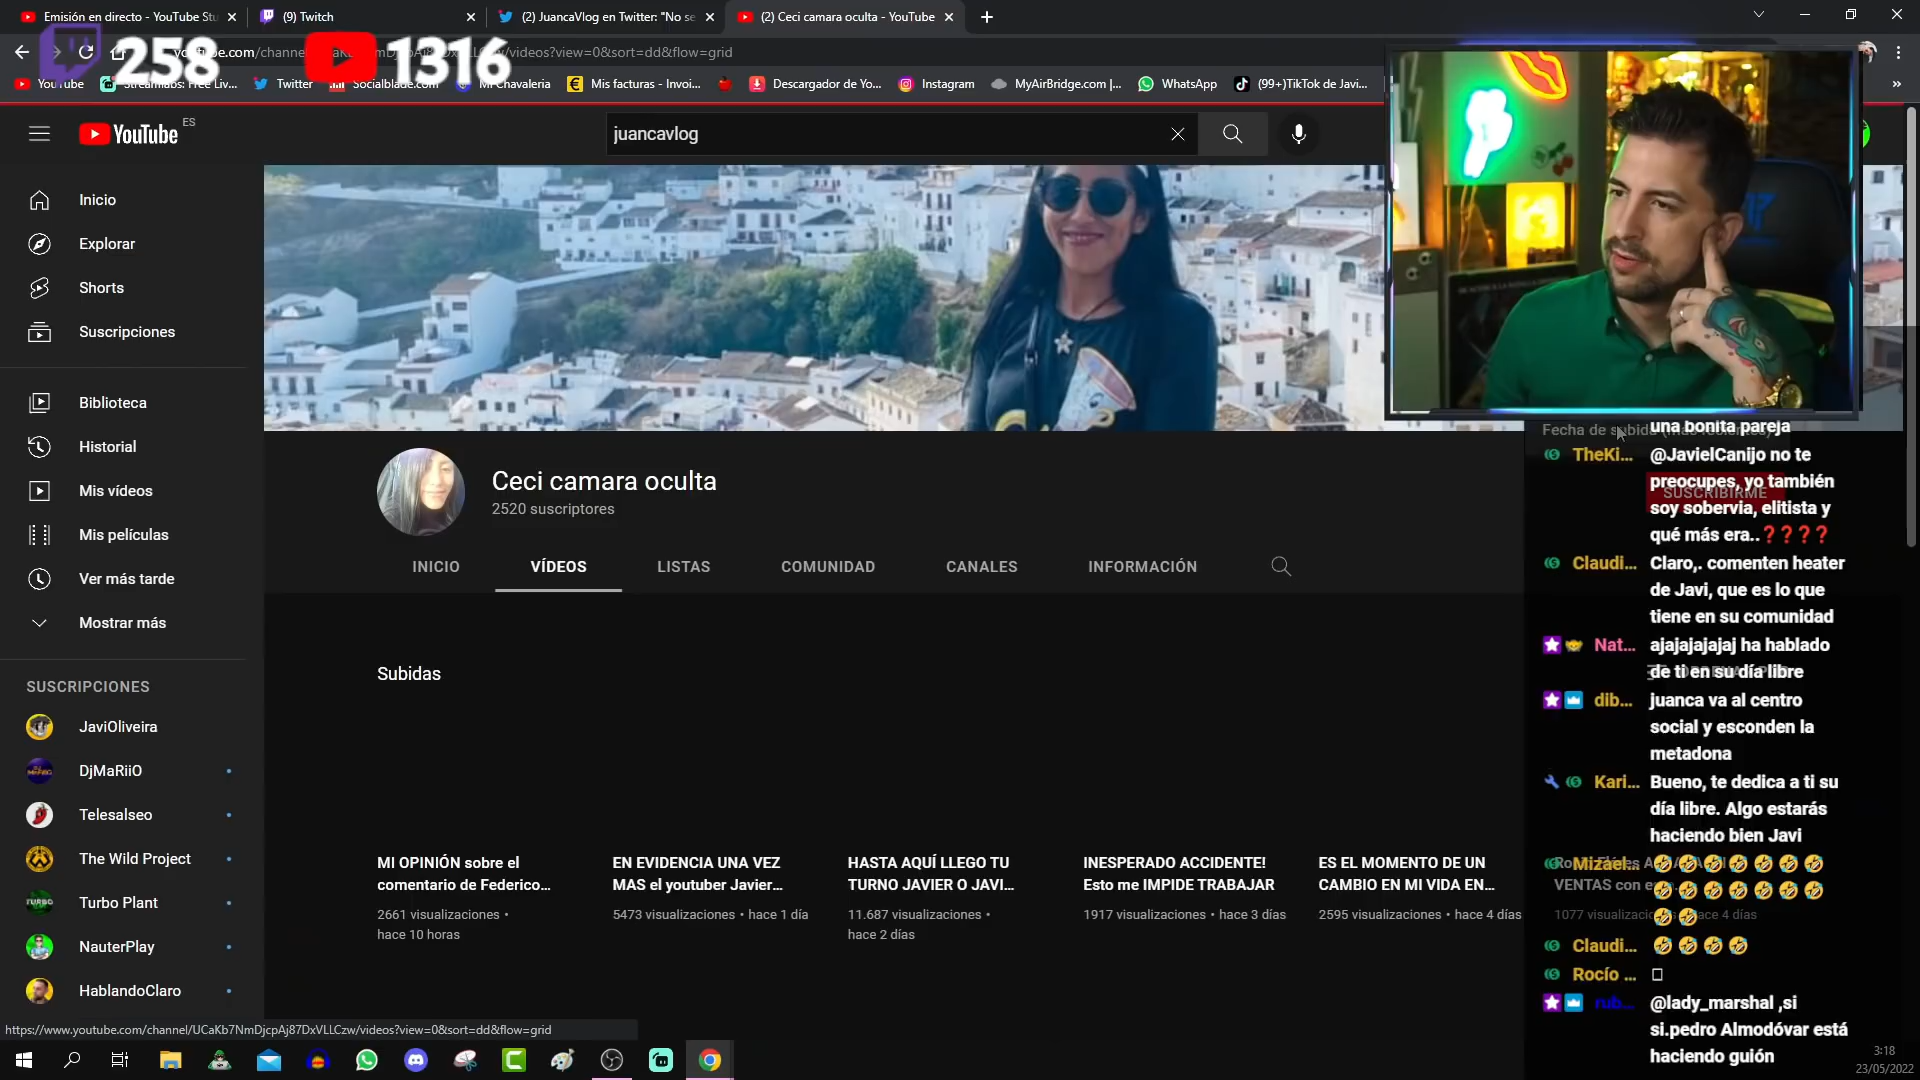 Emisión en directo - YouTube Stu
(9) Twitch
(2) JuancaVlog en Twitter: "No se
(2) Ceci camara oculta - YouTube
258
1316
/videos?view=0&sort=dd&flow=grid
YouTube
Streamlabs: Free Liv...
Twitter
Socialblade.com
Mi Chavaleria
Mis facturas - Invoi...
Descargador de Yo...
Instagram
MyAirBridge.com |...
WhatsApp
(99+)TikTok de Javi...
»
YouTube ES
juancavlog
Inicio
Explorar
Shorts
Suscripciones
Biblioteca
Historial
Mis vídeos
Mis películas
Ver más tarde
Mostrar más
SUSCRIPCIONES
JaviOliveira
DjMaRiiO
Telesalseo
The Wild Project
Turbo Plant
NauterPlay
HablandoClaro
Ceci camara oculta
2520 suscriptores
SUSCRIBIRME
INICIO
VÍDEOS
LISTAS
COMUNIDAD
CANALES
INFORMACIÓN
Subidas
MI OPINIÓN sobre el
comentario de Federico...
2661 visualizaciones •
hace 10 horas
EN EVIDENCIA UNA VEZ
MAS el youtuber Javier...
5473 visualizaciones • hace 1 día
HASTA AQUÍ LLEGO TU
TURNO JAVIER O JAVI...
11.687 visualizaciones •
hace 2 días
INESPERADO ACCIDENTE!
Esto me IMPIDE TRABAJAR
1917 visualizaciones • hace 3 días
ES EL MOMENTO DE UN
CAMBIO EN MI VIDA EN...
2595 visualizaciones • hace 4 días
VENTAS con
1077 visualizacio
hace 4 días
Fecha de subida
una bonita pareja
TheKi... @JavielCanijo no te
preocupes, yo también
soy sobervia, elitista y
qué más era..❓❓❓❓
Claudi... Claro,. comenten heater
de Javi, que es lo que
tiene en su comunidad
Nat... ajajajajajaj ha hablado
de ti en su día libre
dib... juanca va al centro
social y esconden la
metadona
Kari... Bueno, te dedica a ti su
día libre. Algo estarás
haciendo bien Javi
Mizael... 🤣🤣🤣🤣🤣🤣🤣
🤣🤣🤣🤣🤣🤣🤣
🤣🤣
Claudi... 🤣🤣🤣🤣
Rocío ...
rub... @lady_marshal ,si
si.pedro Almodóvar está
haciendo guión
https://www.youtube.com/channel/UCaKb7NmDjcpAj87DxVLLCzw/videos?view=0&sort=dd&flow=grid
3:18
23/05/2022